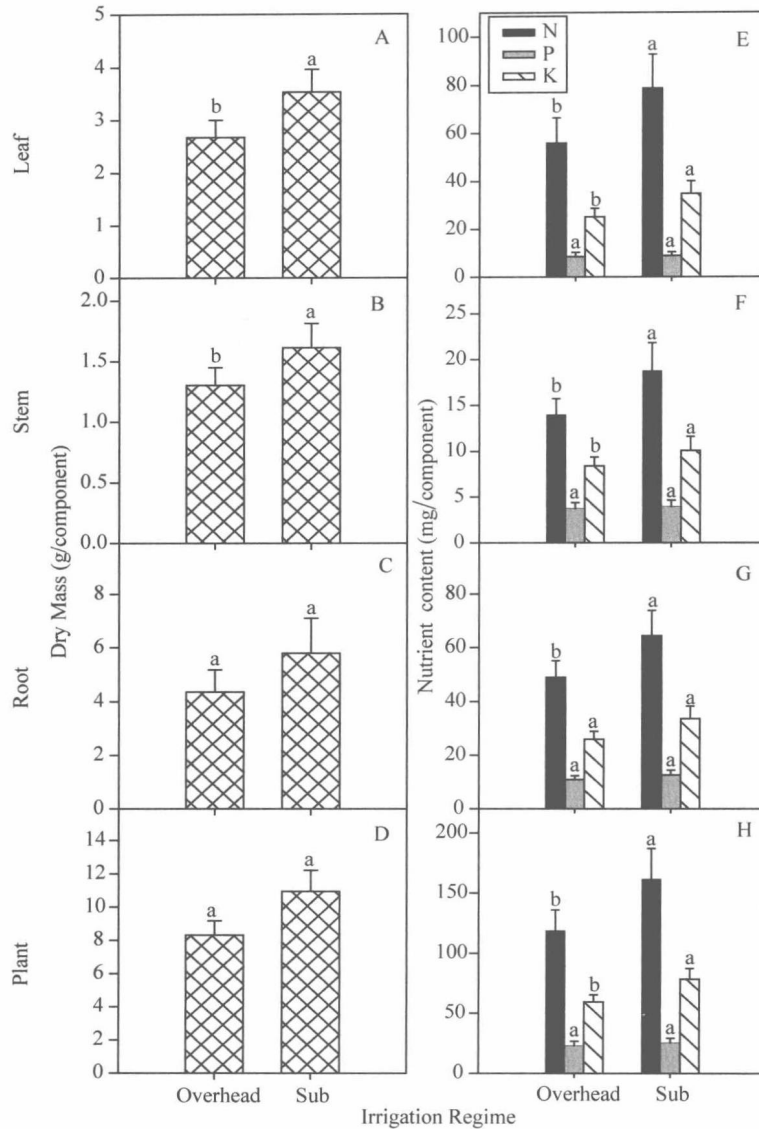 Leaf
Stem
Root
Plant
Dry Mass (g/component)
5
4
3
2
1
0
A
b
a
2.0
1.5
1.0
0.5
0.0
B
b
a
8
6
4
2
0
C
a
a
14
12
10
8
6
4
2
0
D
a
a
Overhead Sub
Nutrient content (mg/component)
100
80
60
40
20
0
N
P
K
E
b
a
b
a
a
a
25
20
15
10
5
0
F
b
a
b
a
a
a
80
60
40
20
0
G
b
a
a
a
a
a
200
150
100
50
0
H
b
a
b
a
a
a
Overhead Sub
Irrigation Regime